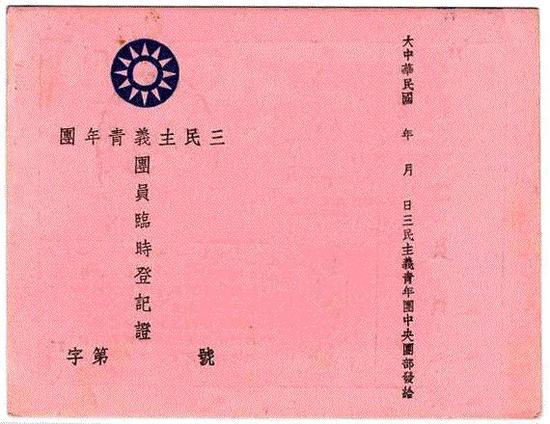 三民主義青年團
團員臨時登記證
字第　　號
大中華民國　年　月　日三民主義青年團中央團部發給